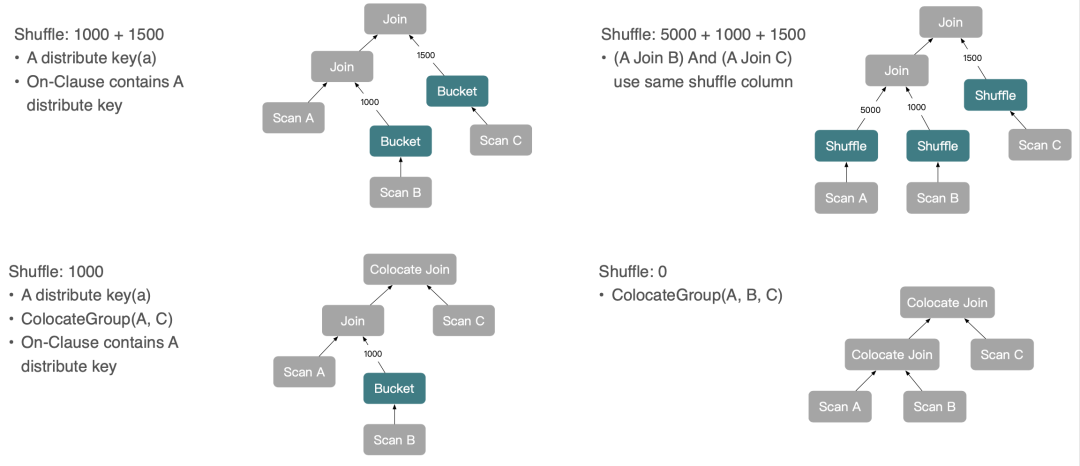 Shuffle: 1000 + 1500
• A distribute key(a)
• On-Clause contains A
distribute key
Join
Join
1500
Scan A
1000
Bucket
Bucket
Scan C
Scan B
Shuffle: 5000 + 1000 + 1500
• (A Join B) And (A Join C)
use same shuffle column
Join
Join
1500
5000
1000
Shuffle
Shuffle
Shuffle
Scan C
Scan A
Scan B
Shuffle: 1000
• A distribute key(a)
• ColocateGroup(A, C)
• On-Clause contains A
distribute key
Colocate Join
Join
Scan C
Scan A
1000
Bucket
Scan B
Shuffle: 0
• ColocateGroup(A, B, C)
Colocate Join
Colocate Join
Scan C
Scan A
Scan B